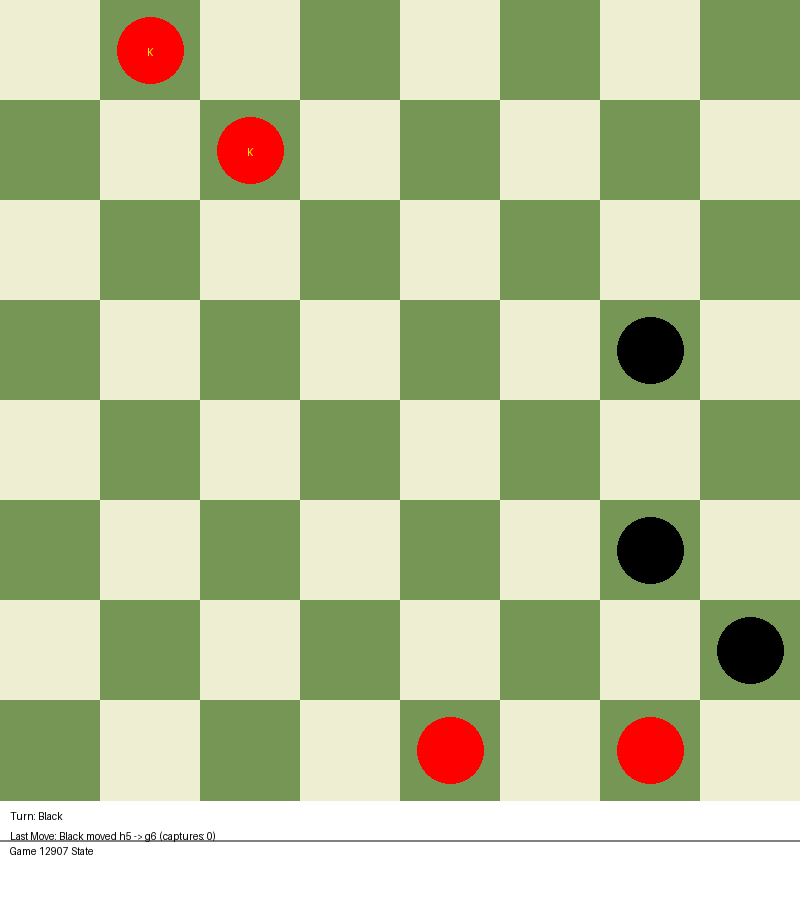 K
K
Turn: Black
Last Move: Black moved h5 -> g6 (captures: 0)
Game 12907 State